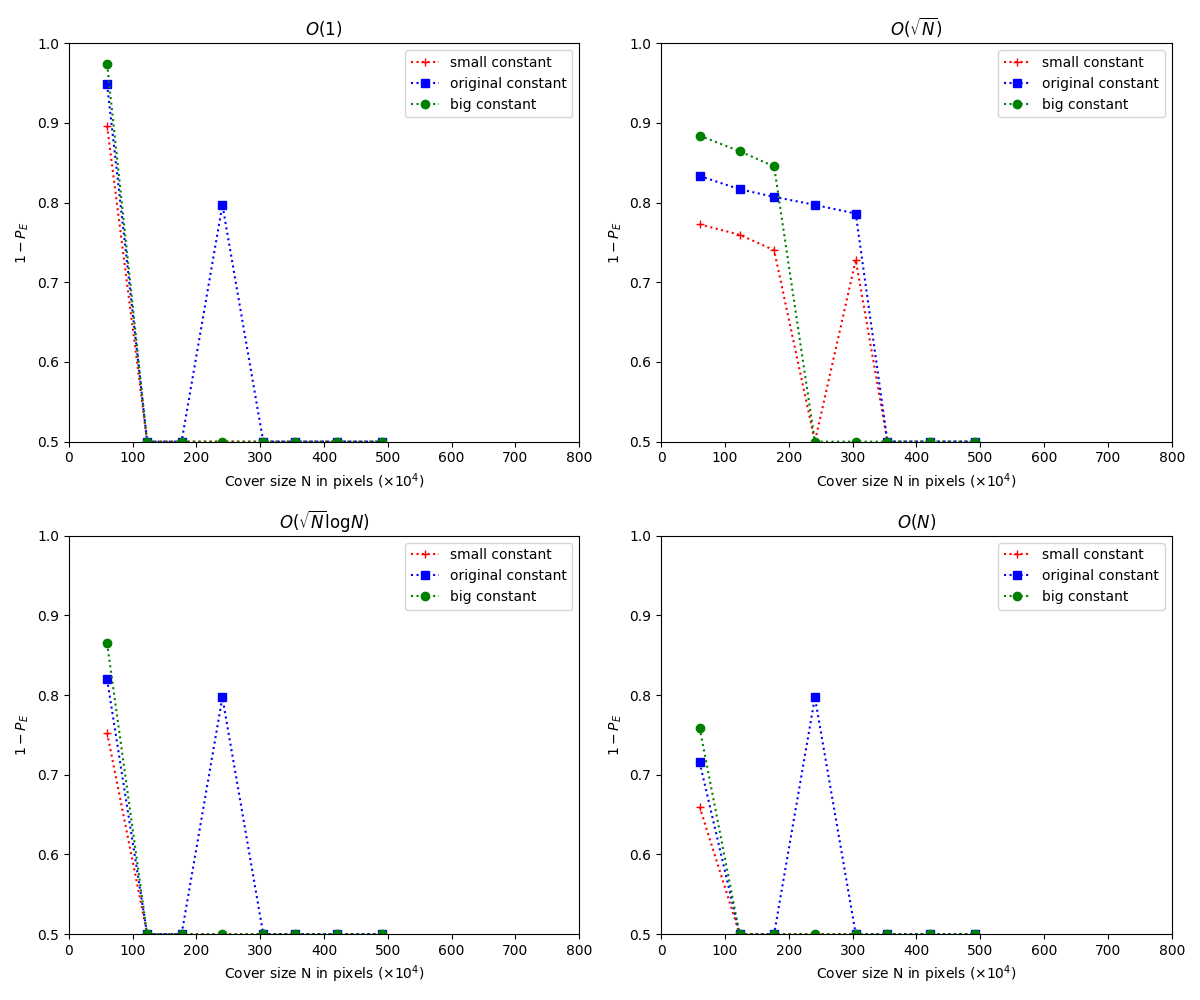 O(1)
1.0
0.9
0.8
0.7
0.6
0.5
1 − P_E
small constant
original constant
big constant
0 100 200 300 400 500 600 700 800
Cover size N in pixels (×10^4)
O(√N)
1.0
0.9
0.8
0.7
0.6
0.5
1 − P_E
small constant
original constant
big constant
0 100 200 300 400 500 600 700 800
Cover size N in pixels (×10^4)
O(√N logN)
1.0
0.9
0.8
0.7
0.6
0.5
1 − P_E
small constant
original constant
big constant
0 100 200 300 400 500 600 700 800
Cover size N in pixels (×10^4)
O(N)
1.0
0.9
0.8
0.7
0.6
0.5
1 − P_E
small constant
original constant
big constant
0 100 200 300 400 500 600 700 800
Cover size N in pixels (×10^4)